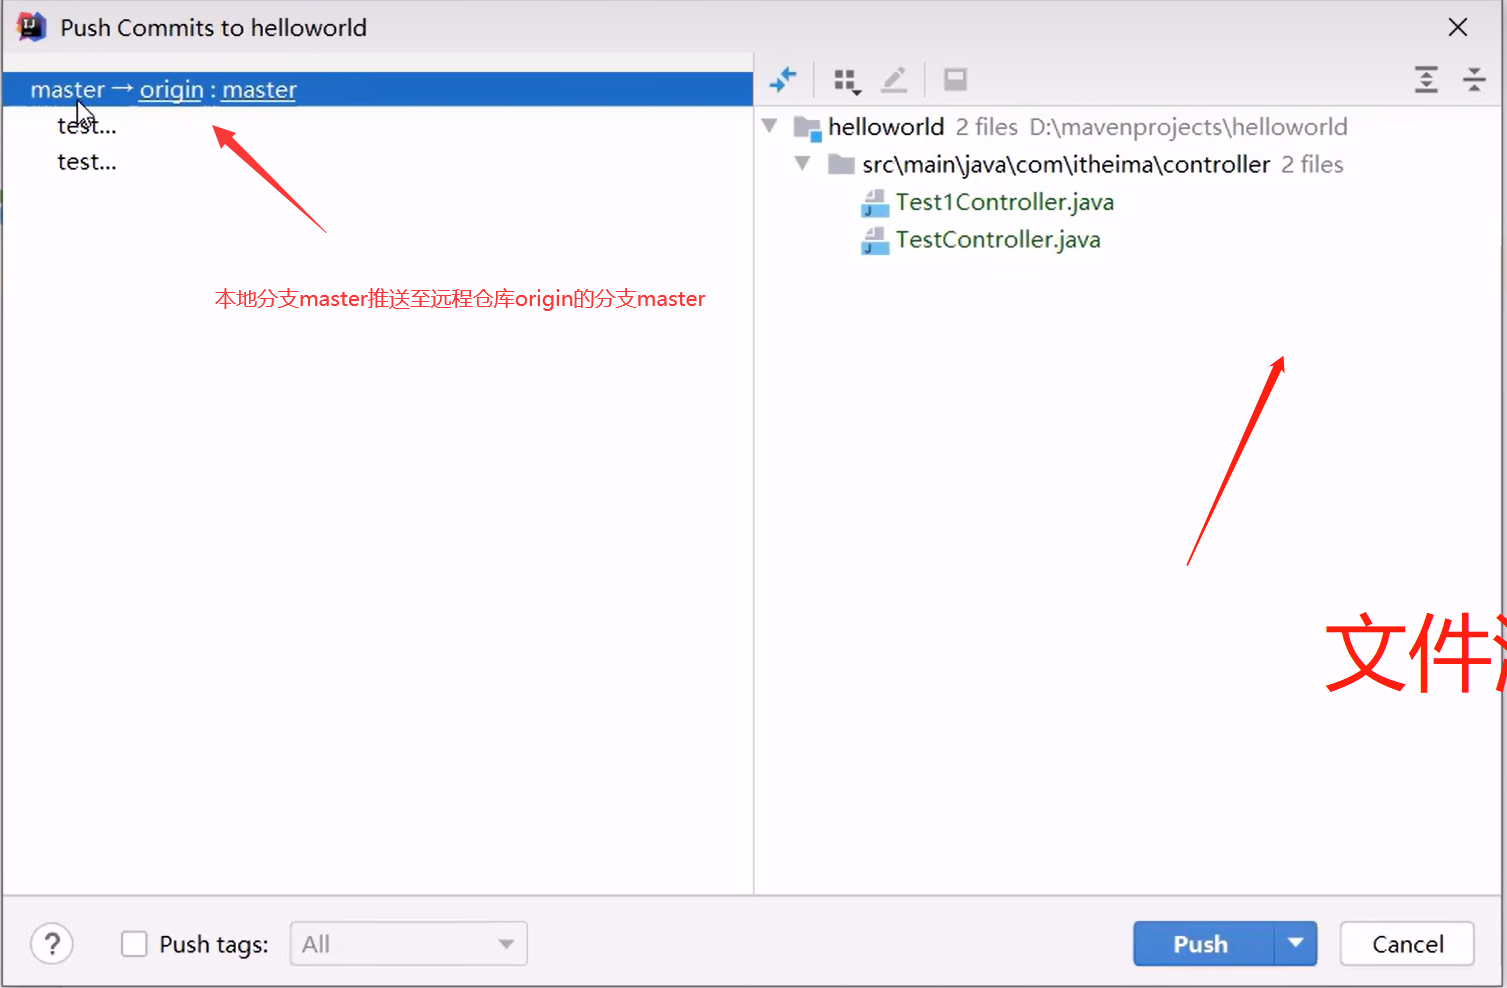 Push Commits to helloworld
master → origin : master
test...
test...
本地分支master推送至远程仓库origin的分支master
helloworld 2 files D:\mavenprojects\helloworld
src\main\java\com\itheima\controller 2 files
Test1Controller.java
TestController.java
文件
? Push tags: All
Push Cancel